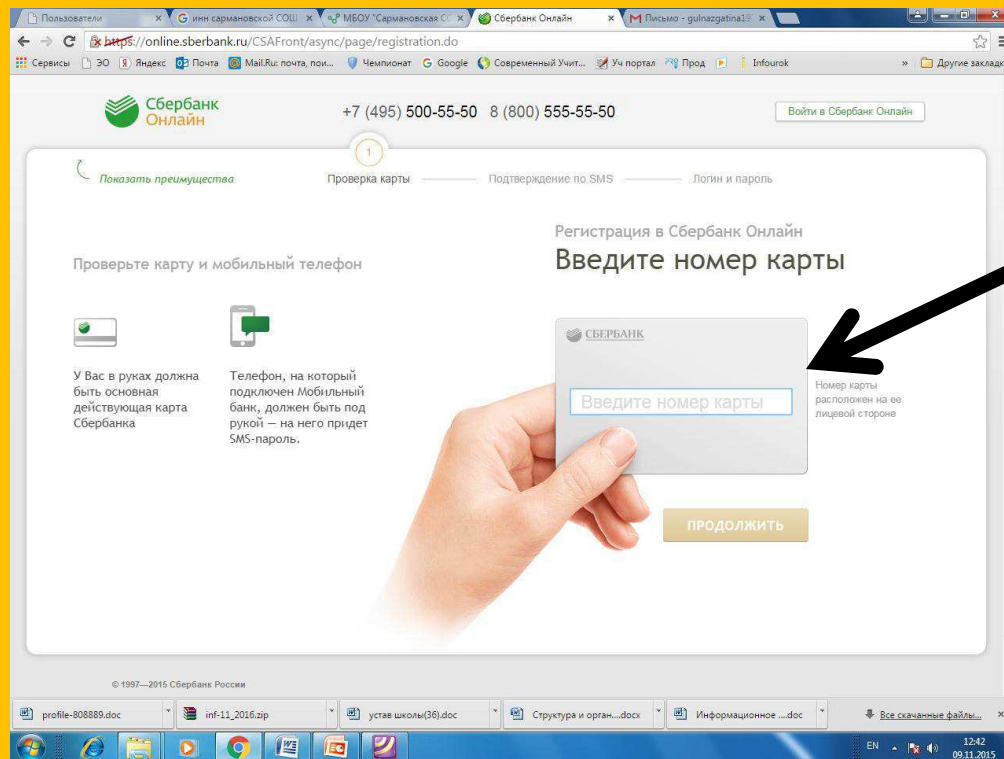 Пользователи
инн сармановской СОШ
МБОУ "Сармановская СС
Сбербанк Онлайн
Письмо - gulnazgatina19
https://online.sberbank.ru/CSAFront/async/page/registration.do
Сервисы ЭО Яндекс Почта Mail.Ru: почта, пои... Чемпионат Google Современный Учит... Уч портал Прод Infourok » Другие заклад
Сбербанк
Онлайн
+7 (495) 500-55-50 8 (800) 555-55-50
Войти в Сбербанк Онлайн
1
Показать преимущества
Проверка карты
Подтверждение по SMS
Логин и пароль
Проверьте карту и мобильный телефон
У Вас в руках должна
быть основная
действующая карта
Сбербанка
Телефон, на который
подключен Мобильный
банк, должен быть под
рукой — на него придет
SMS-пароль.
Регистрация в Сбербанк Онлайн
Введите номер карты
СБЕРБАНК
Введите номер карты
Номер карты
расположен на ее
лицевой стороне
ПРОДОЛЖИТЬ
© 1997—2015 Сбербанк России
profile-808889.doc
inf-11_2016.zip
устав школы(36).doc
Структура и орган....docx
Информационное ....doc
Все скачанные файлы...
EN
12:42
09.11.2015